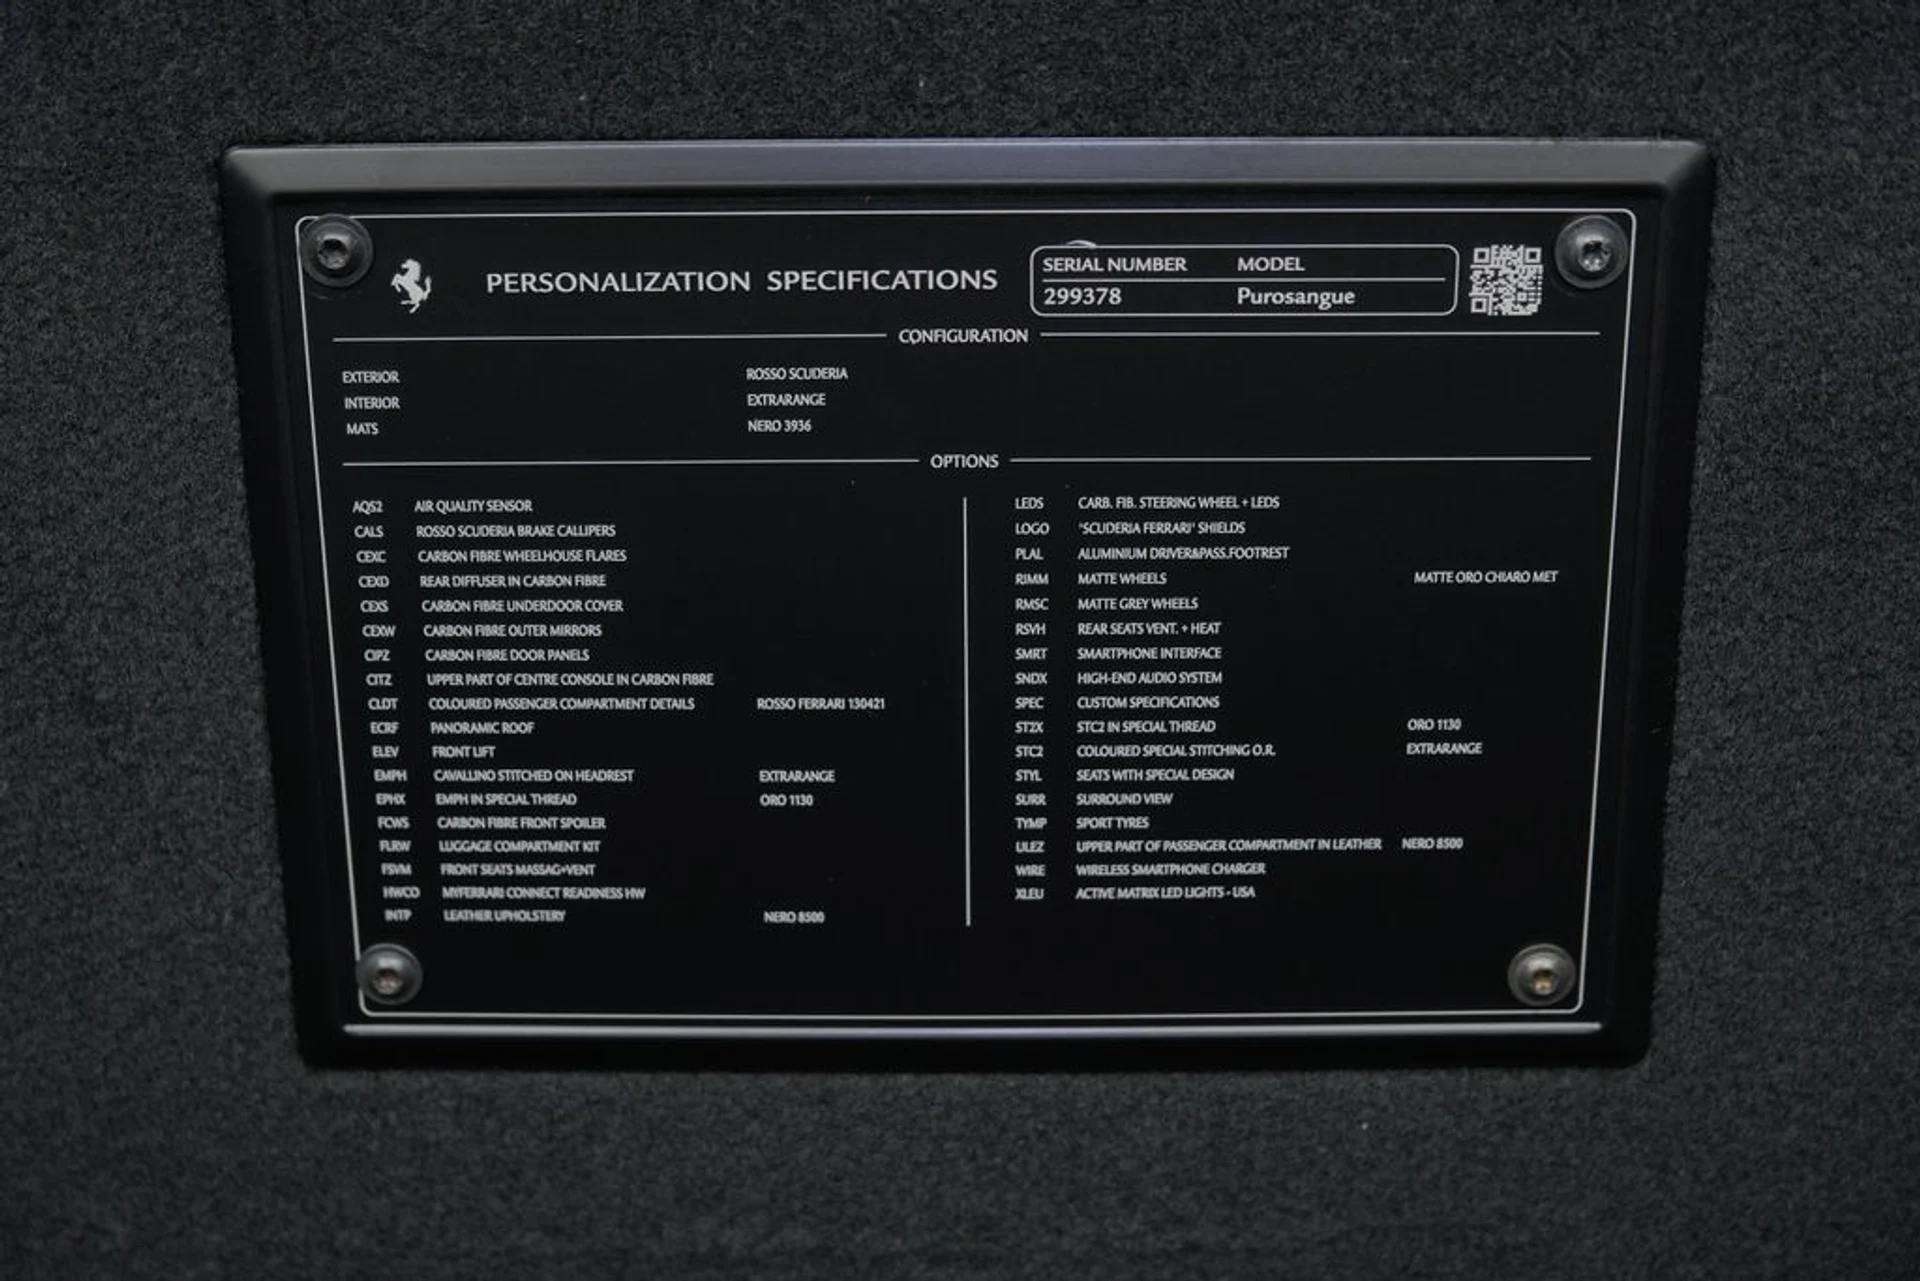 PERSONALIZATION SPECIFICATIONS
SERIAL NUMBER MODEL
299378 Purosangue
CONFIGURATION
EXTERIOR ROSSO SCUDERIA
INTERIOR EXTRARANGE
MATS NERO 3936
OPTIONS
AQS2 AIR QUALITY SENSOR
CALS ROSSO SCUDERIA BRAKE CALLIPERS
CEXC CARBON FIBRE WHEELHOUSE FLARES
CEXD REAR DIFFUSER IN CARBON FIBRE
CEXS CARBON FIBRE UNDERDOOR COVER
CEXW CARBON FIBRE OUTER MIRRORS
CIPZ CARBON FIBRE DOOR PANELS
CITZ UPPER PART OF CENTRE CONSOLE IN CARBON FIBRE
CLDT COLOURED PASSENGER COMPARTMENT DETAILS ROSSO FERRARI 130421
ECRF PANORAMIC ROOF
ELEV FRONT LIFT
EMPH CAVALLINO STITCHED ON HEADREST EXTRARANGE
EPHX EMPH IN SPECIAL THREAD ORO 1130
FCWS CARBON FIBRE FRONT SPOILER
FLRW LUGGAGE COMPARTMENT KIT
FSVM FRONT SEATS MASSAG+VENT
HWCO MYFERRARI CONNECT READINESS HW
INTP LEATHER UPHOLSTERY NERO 8500
LEDS CARB. FIB. STEERING WHEEL + LEDS
LOGO "SCUDERIA FERRARI" SHIELDS
PLAL ALUMINIUM DRIVER&PASS.FOOTREST
RIMM MATTE WHEELS MATTE ORO CHIARO MET
RMSC MATTE GREY WHEELS
RSVH REAR SEATS VENT. + HEAT
SMRT SMARTPHONE INTERFACE
SNDX HIGH-END AUDIO SYSTEM
SPEC CUSTOM SPECIFICATIONS
ST2X STC2 IN SPECIAL THREAD ORO 1130
STC2 COLOURED SPECIAL STITCHING O.R. EXTRARANGE
STYL SEATS WITH SPECIAL DESIGN
SURR SURROUND VIEW
TYMP SPORT TYRES
ULEZ UPPER PART OF PASSENGER COMPARTMENT IN LEATHER NERO 8500
WIRE WIRELESS SMARTPHONE CHARGER
XLEU ACTIVE MATRIX LED LIGHTS - USA